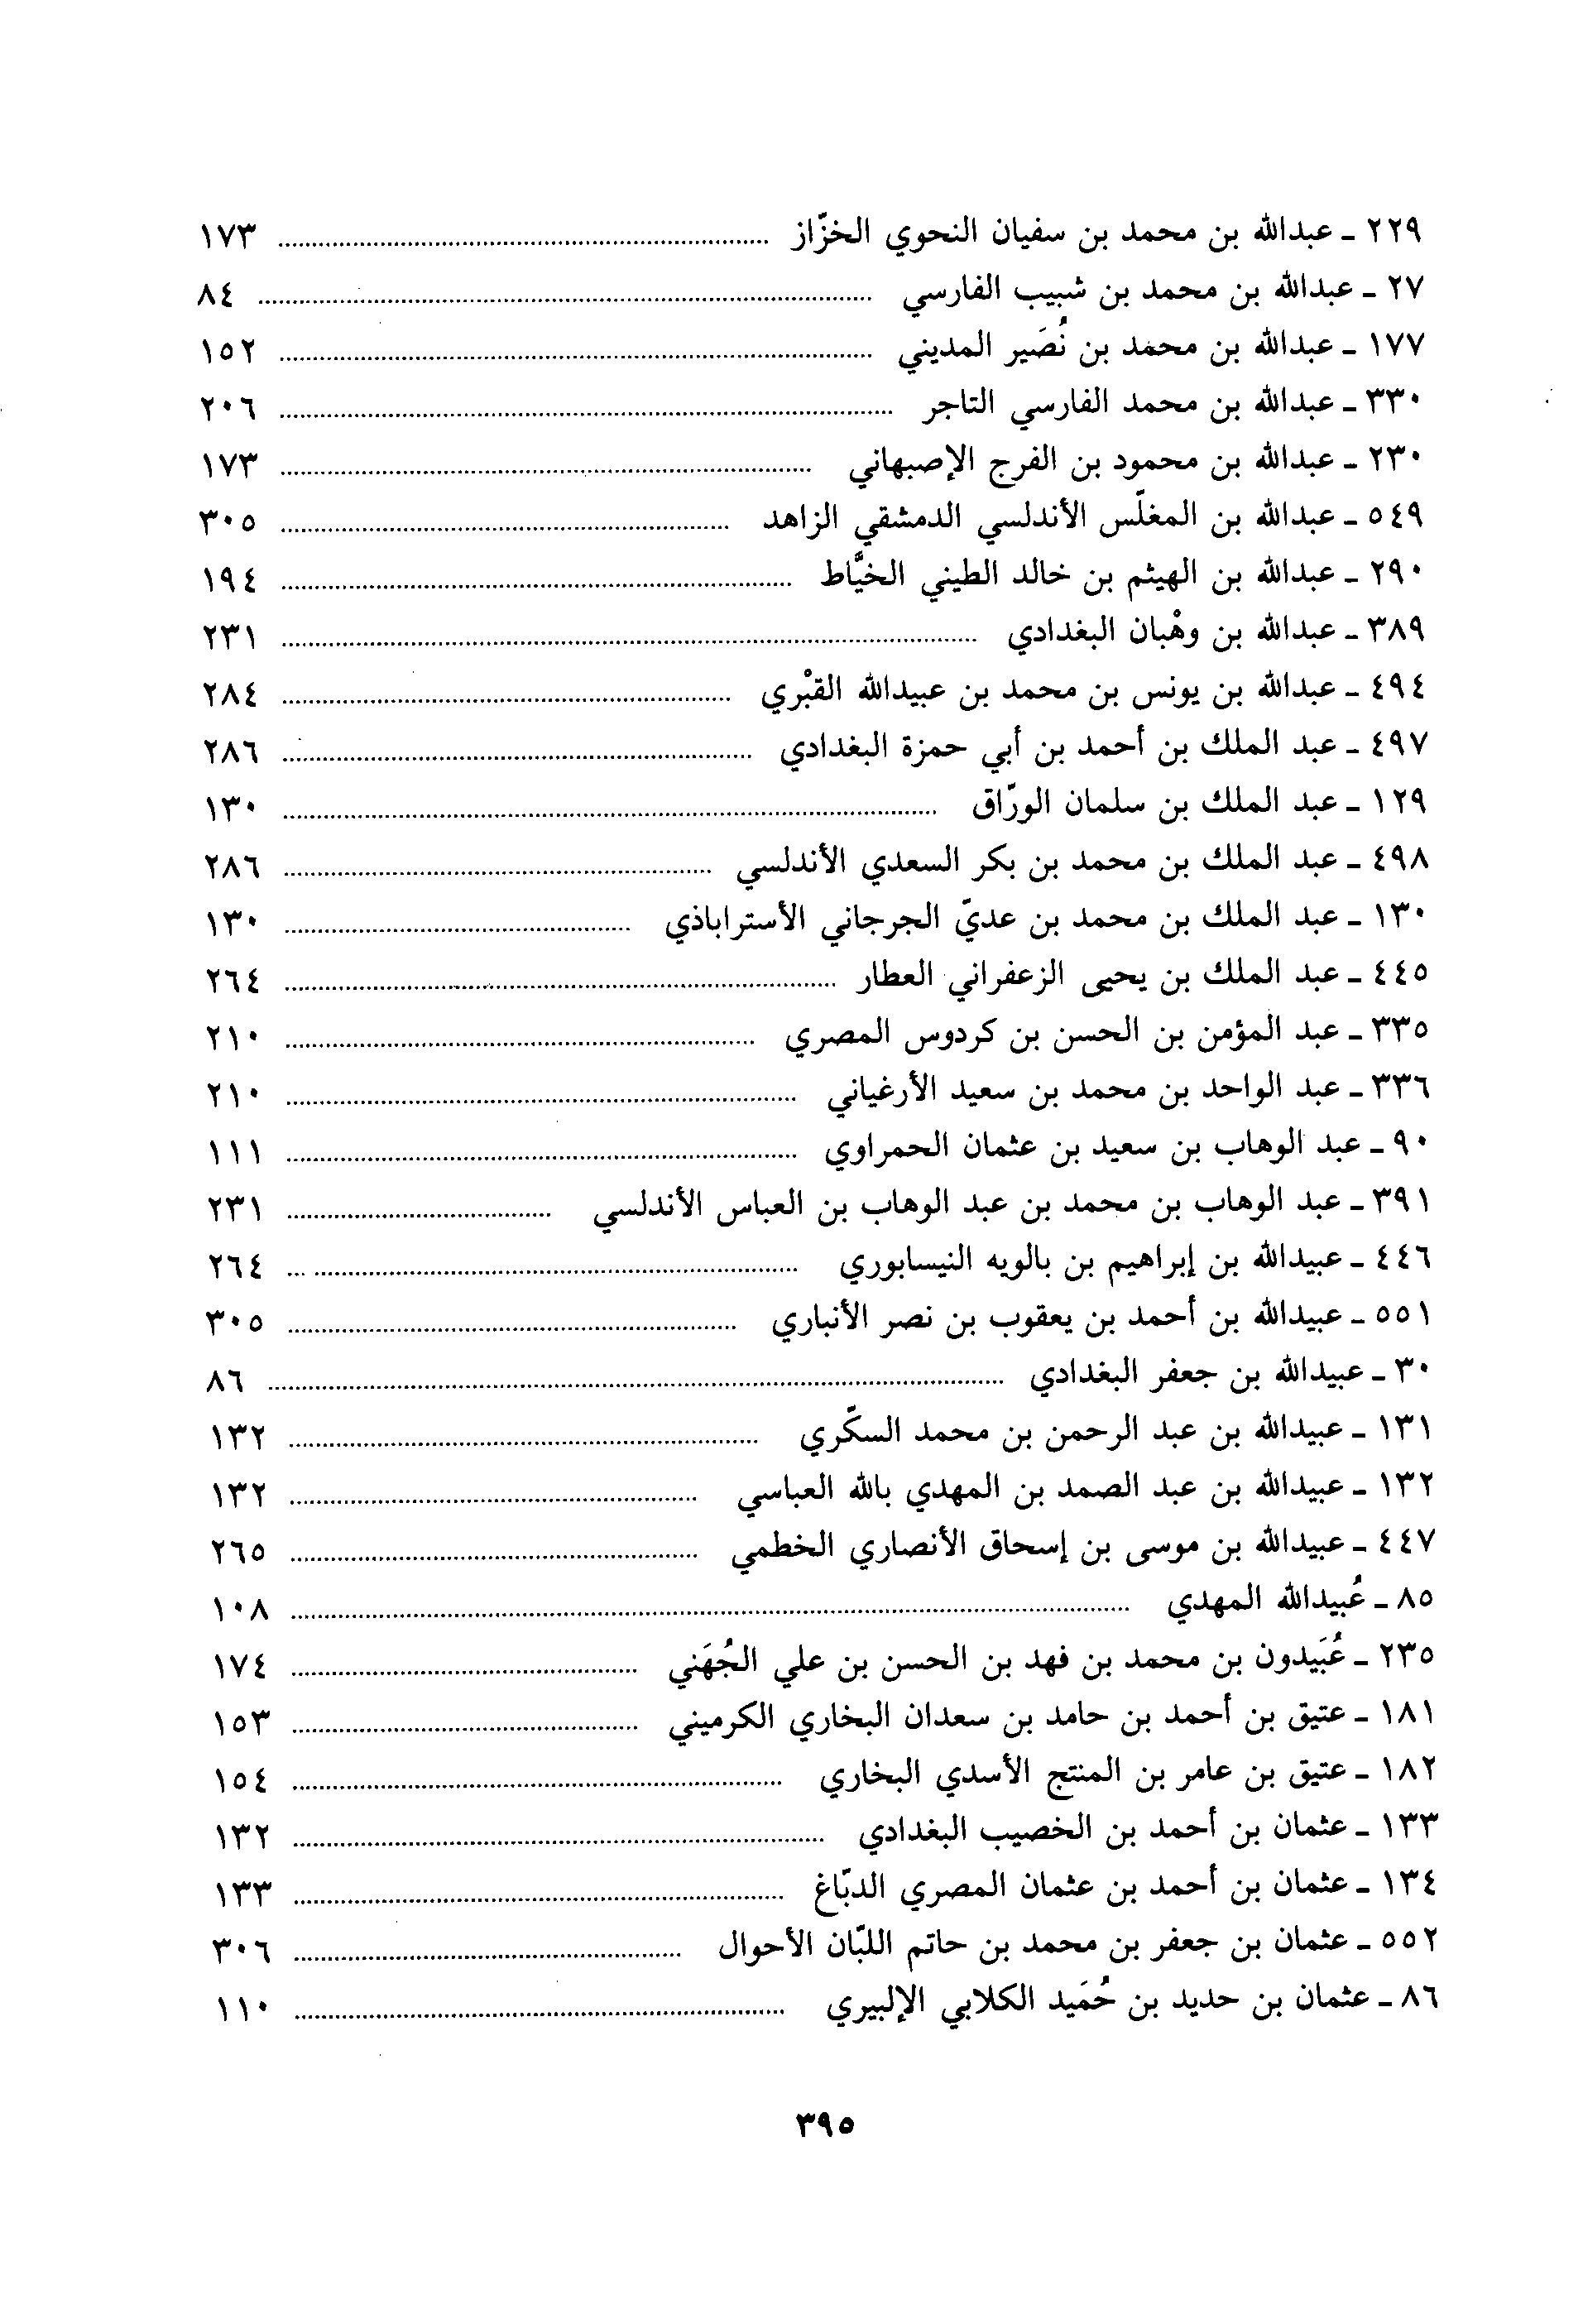 ٢٢٩ ـ عبدالله بن محمد بن سفيان النحوي الخزّاز ........ ١٧٣
٢٧ ـ عبدالله بن محمد بن شبيب الفارسي ........ ٨٤
١٧٧ ـ عبدالله بن محمد بن نُصَير المديني ........ ١٥٢
٣٣٠ ـ عبدالله بن محمد الفارسي التاجر ........ ٢٠٦
٢٣٠ ـ عبدالله بن محمود بن الفرج الإصبهاني ........ ١٧٣
٥٤٩ ـ عبدالله بن المغلّس الأندلسي الدمشقي الزاهد ........ ٣٠٥
٢٩٠ ـ عبدالله بن الهيثم بن خالد الطيني الخيَّاط ........ ١٩٤
٣٨٩ ـ عبدالله بن وهْبان البغدادي ........ ٢٣١
٤٩٤ ـ عبدالله بن يونس بن محمد بن عبيدالله القبْري ........ ٢٨٤
٤٩٧ ـ عبد الملك بن أحمد بن أبي حمزة البغدادي ........ ٢٨٦
١٢٩ ـ عبد الملك بن سلمان الورّاق ........ ١٣٠
٤٩٨ ـ عبد الملك بن محمد بن بكر السعدي الأندلسي ........ ٢٨٦
١٣٠ ـ عبد الملك بن محمد بن عديّ الجرجاني الأستراباذي ........ ١٣٠
٤٤٥ ـ عبد الملك بن يحيى الزعفراني العطار ........ ٢٦٤
٣٣٥ ـ عبد المؤمن بن الحسن بن كردوس المصري ........ ٢١٠
٣٣٦ ـ عبد الواحد بن محمد بن سعيد الأرغياني ........ ٢١٠
٩٠ ـ عبد الوهاب بن سعيد بن عثمان الحمراوي ........ ١١١
٣٩١ ـ عبد الوهاب بن محمد بن عبد الوهاب بن العباس الأندلسي ........ ٢٣١
٤٤٦ ـ عبيدالله بن إبراهيم بن بالويه النيسابوري ........ ٢٦٤
٥٥١ ـ عبيدالله بن أحمد بن يعقوب بن نصر الأنباري ........ ٣٠٥
٣٠ ـ عبيدالله بن جعفر البغدادي ........ ٨٦
١٣١ ـ عبيدالله بن عبد الرحمن بن محمد السكّري ........ ١٣٢
١٣٢ ـ عبيدالله بن عبد الصمد بن المهدي بالله العباسي ........ ١٣٢
٤٤٧ ـ عبيدالله بن موسى بن إسحاق الأنصاري الخطمي ........ ٢٦٥
٨٥ ـ عُبيدالله المهدي ........ ١٠٨
٢٣٥ ـ عُبَيدون بن محمد بن فهد بن الحسن بن علي الجُهَني ........ ١٧٤
١٨١ ـ عتيق بن أحمد بن حامد بن سعدان البخاري الكرميني ........ ١٥٣
١٨٢ ـ عتيق بن عامر بن المنتج الأسدي البخاري ........ ١٥٤
١٣٣ ـ عثمان بن أحمد بن الخصيب البغدادي ........ ١٣٢
١٣٤ ـ عثمان بن أحمد بن عثمان المصري الدبّاغ ........ ١٣٣
٥٥٢ ـ عثمان بن جعفر بن محمد بن حاتم اللبّان الأحوال ........ ٣٠٦
٨٦ ـ عثمان بن حديد بن حُمَيد الكلابي الإلبيري ........ ١١٠
٣٩٥